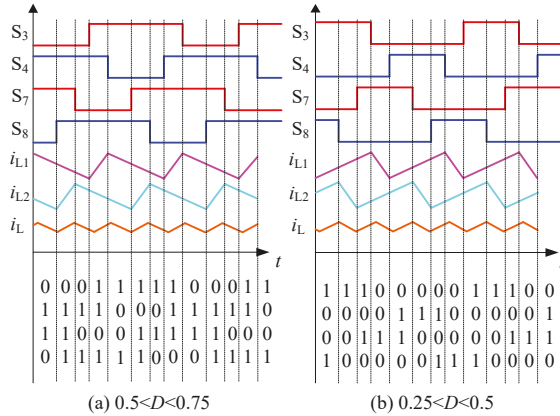 S3
S4
S7
S8
iL1
iL2
iL
t
0 0 0 1 1 1 1 1 0 0 0 1 1
1 1 1 1 0 0 0 1 1 1 1 1 0
1 1 0 0 0 1 1 1 1 1 0 0 0
0 1 1 1 1 1 0 0 0 1 1 1 1
(a) 0.5<D<0.75
S3
S4
S7
S8
iL1
iL2
iL
1 1 1 0 0 0 0 0 1 1 1 0 0
0 0 0 0 1 1 1 0 0 0 0 0 1
0 0 1 1 1 0 0 0 0 0 1 1 1
1 0 0 0 0 0 1 1 1 0 0 0 0
(b) 0.25<D<0.5